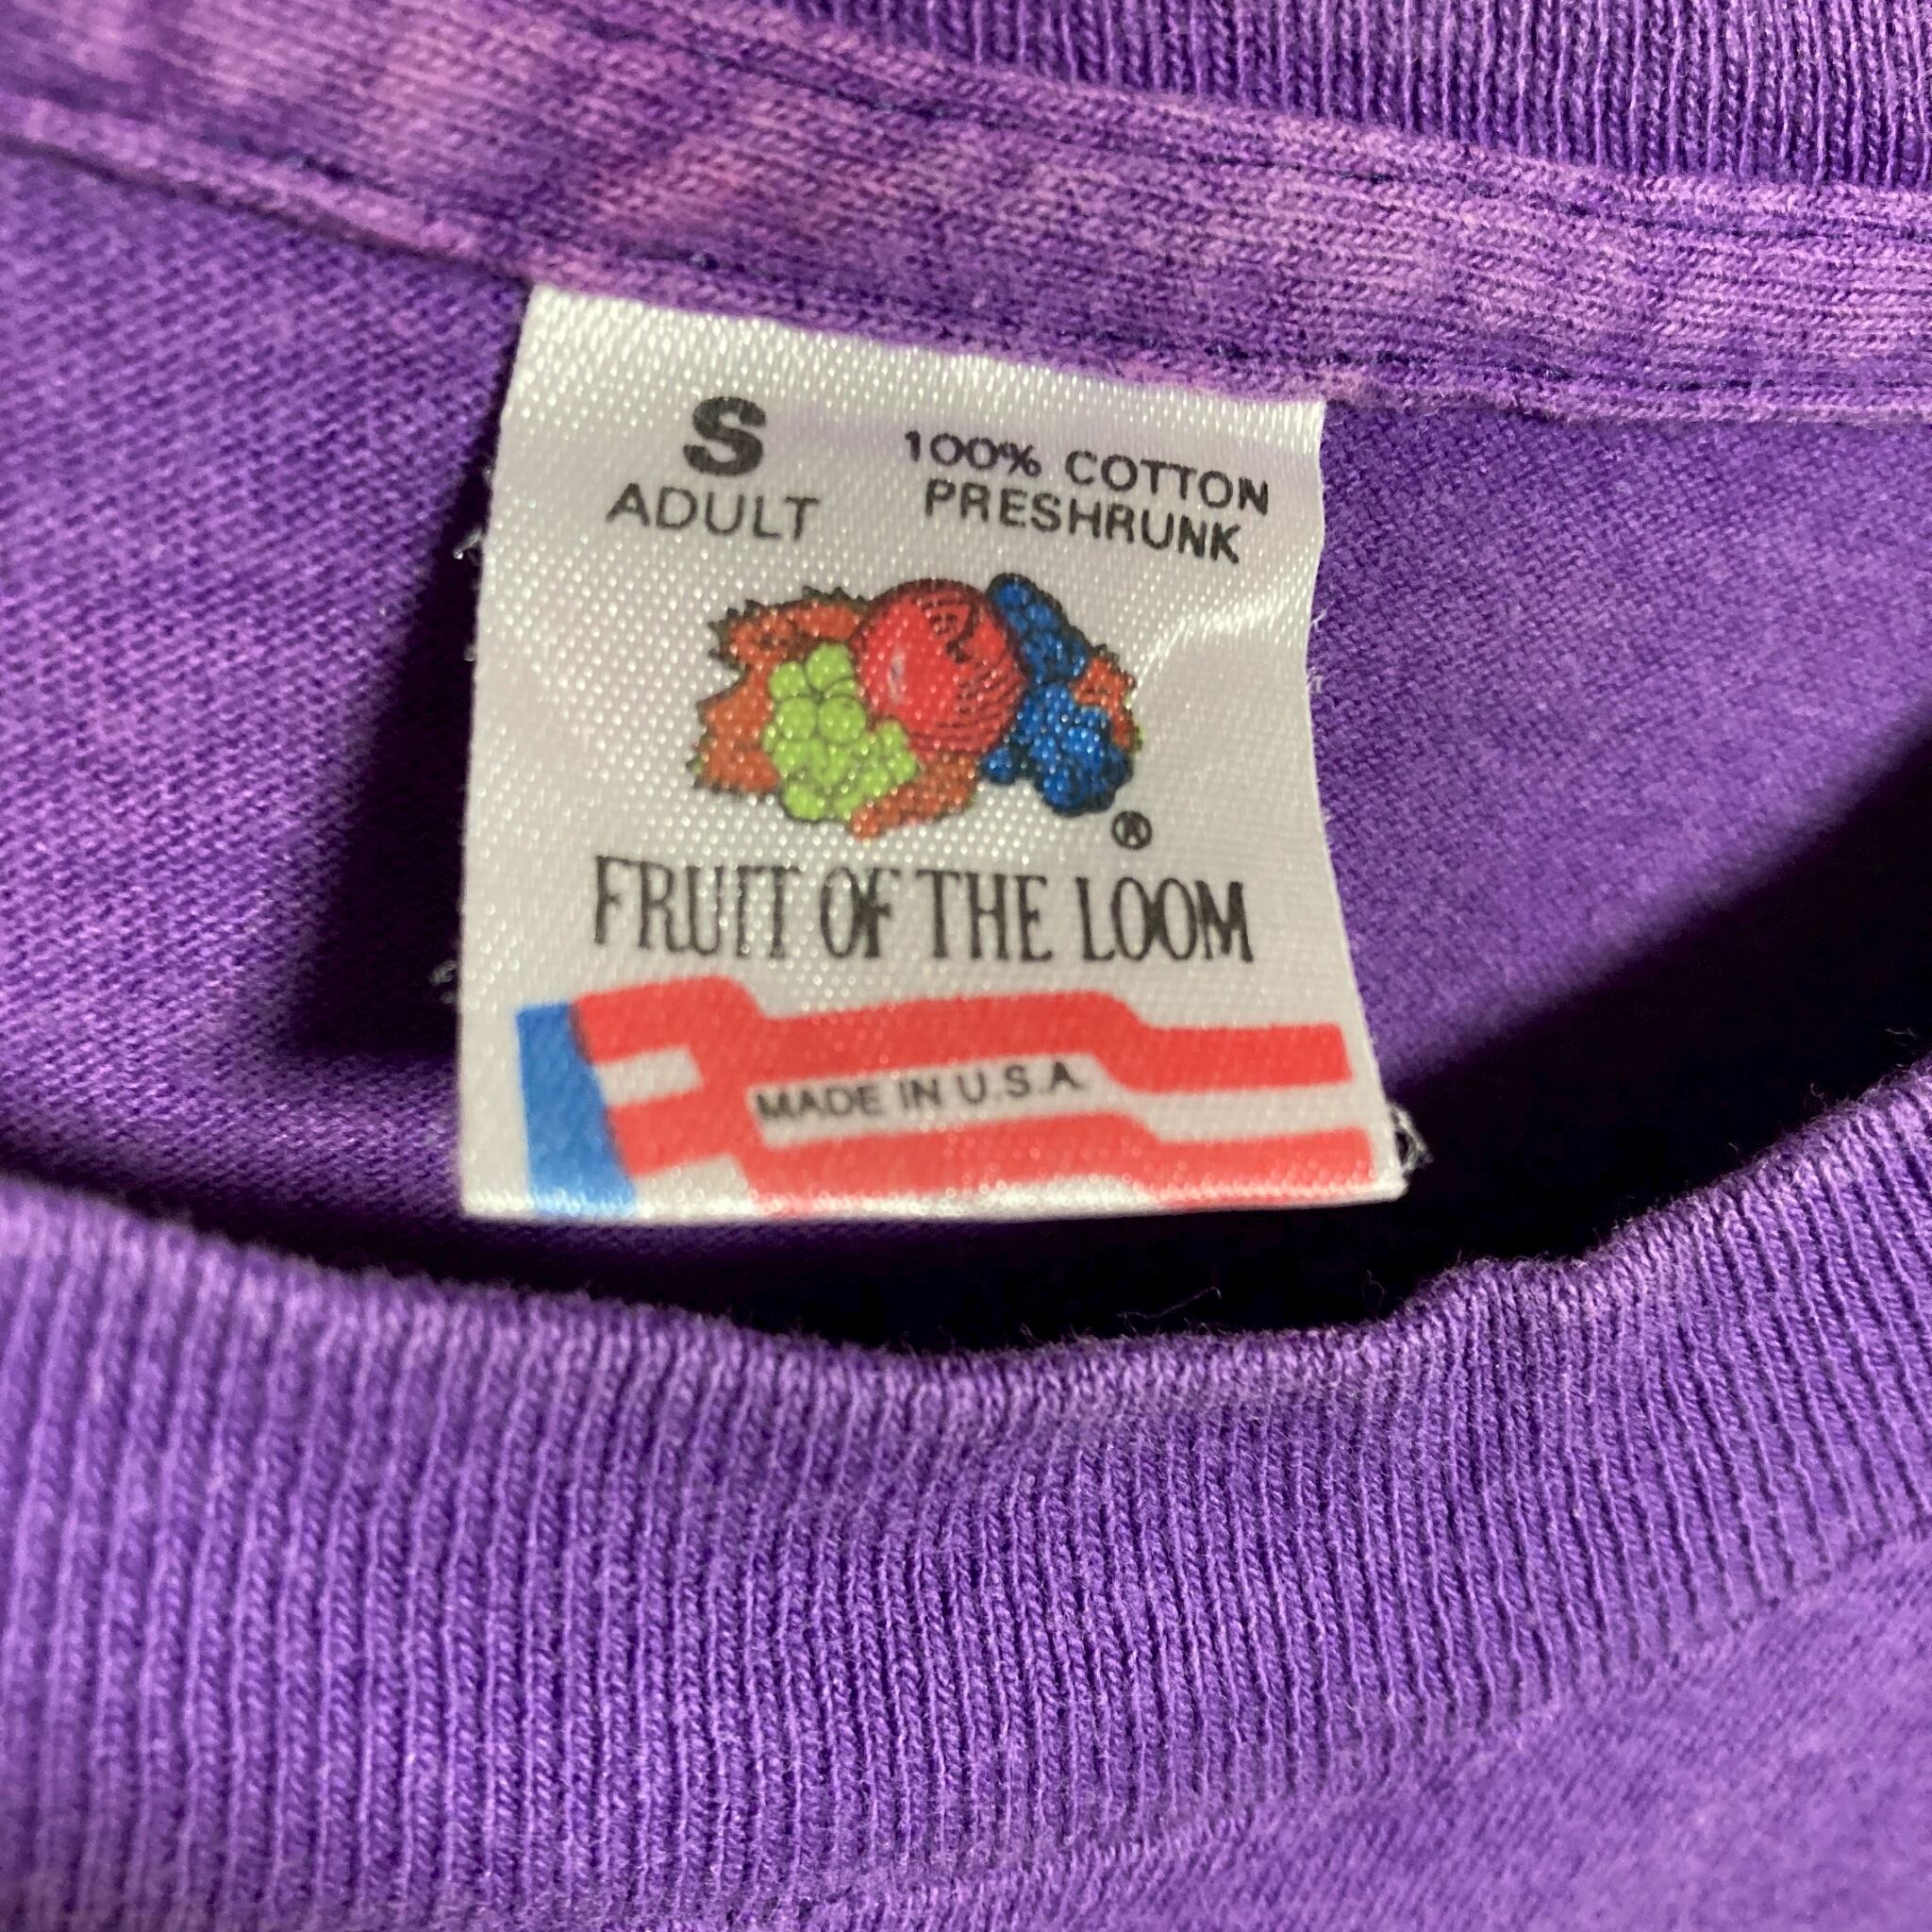 S
ADULT
100% COTTON
PRESHRUNK
®
FRUIT OF THE LOOM
MADE IN U.S.A.